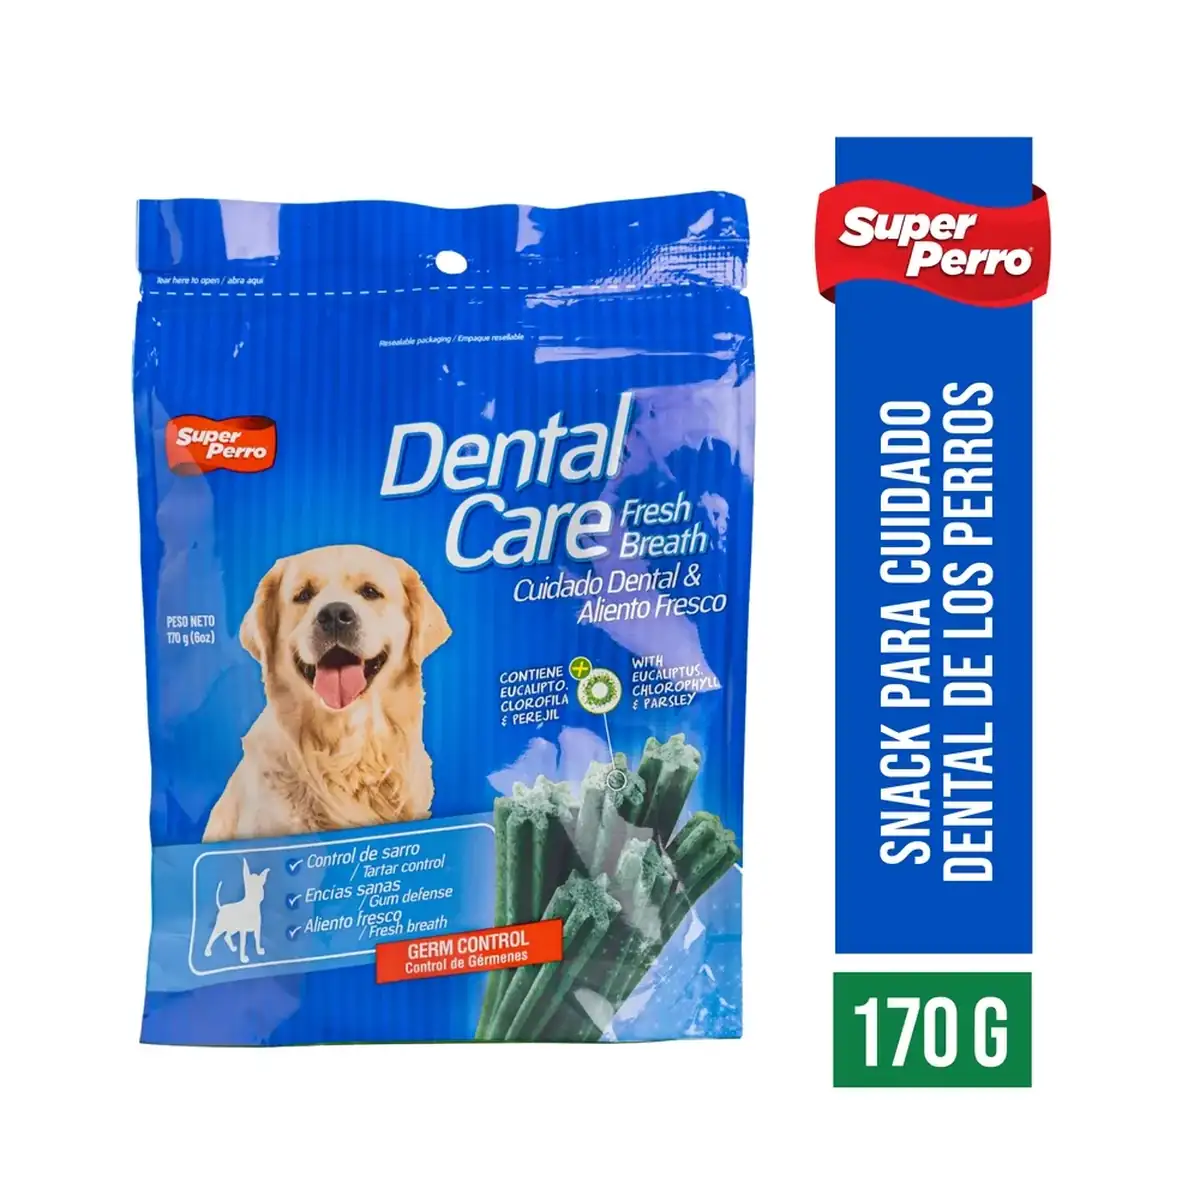 Tear here to open / abra aqui
Resealable packaging / Empaque resellable
Super
Perro
Dental
Care
Fresh
Breath
Cuidado Dental &
Aliento Fresco
PESO NETO
170 g (6oz)
CONTIENE
EUCALIPTO,
CLOROFILA
& PEREJIL
WITH
EUCALIPTUS,
CHLOROPHYLL
& PARSLEY
Control de sarro
/ Tartar control
Encías sanas
/ Gum defense
Aliento fresco
/ Fresh breath
GERM CONTROL
Control de Gérmenes
Super
Perro
SNACK PARA CUIDADO
DENTAL DE LOS PERROS
170 G